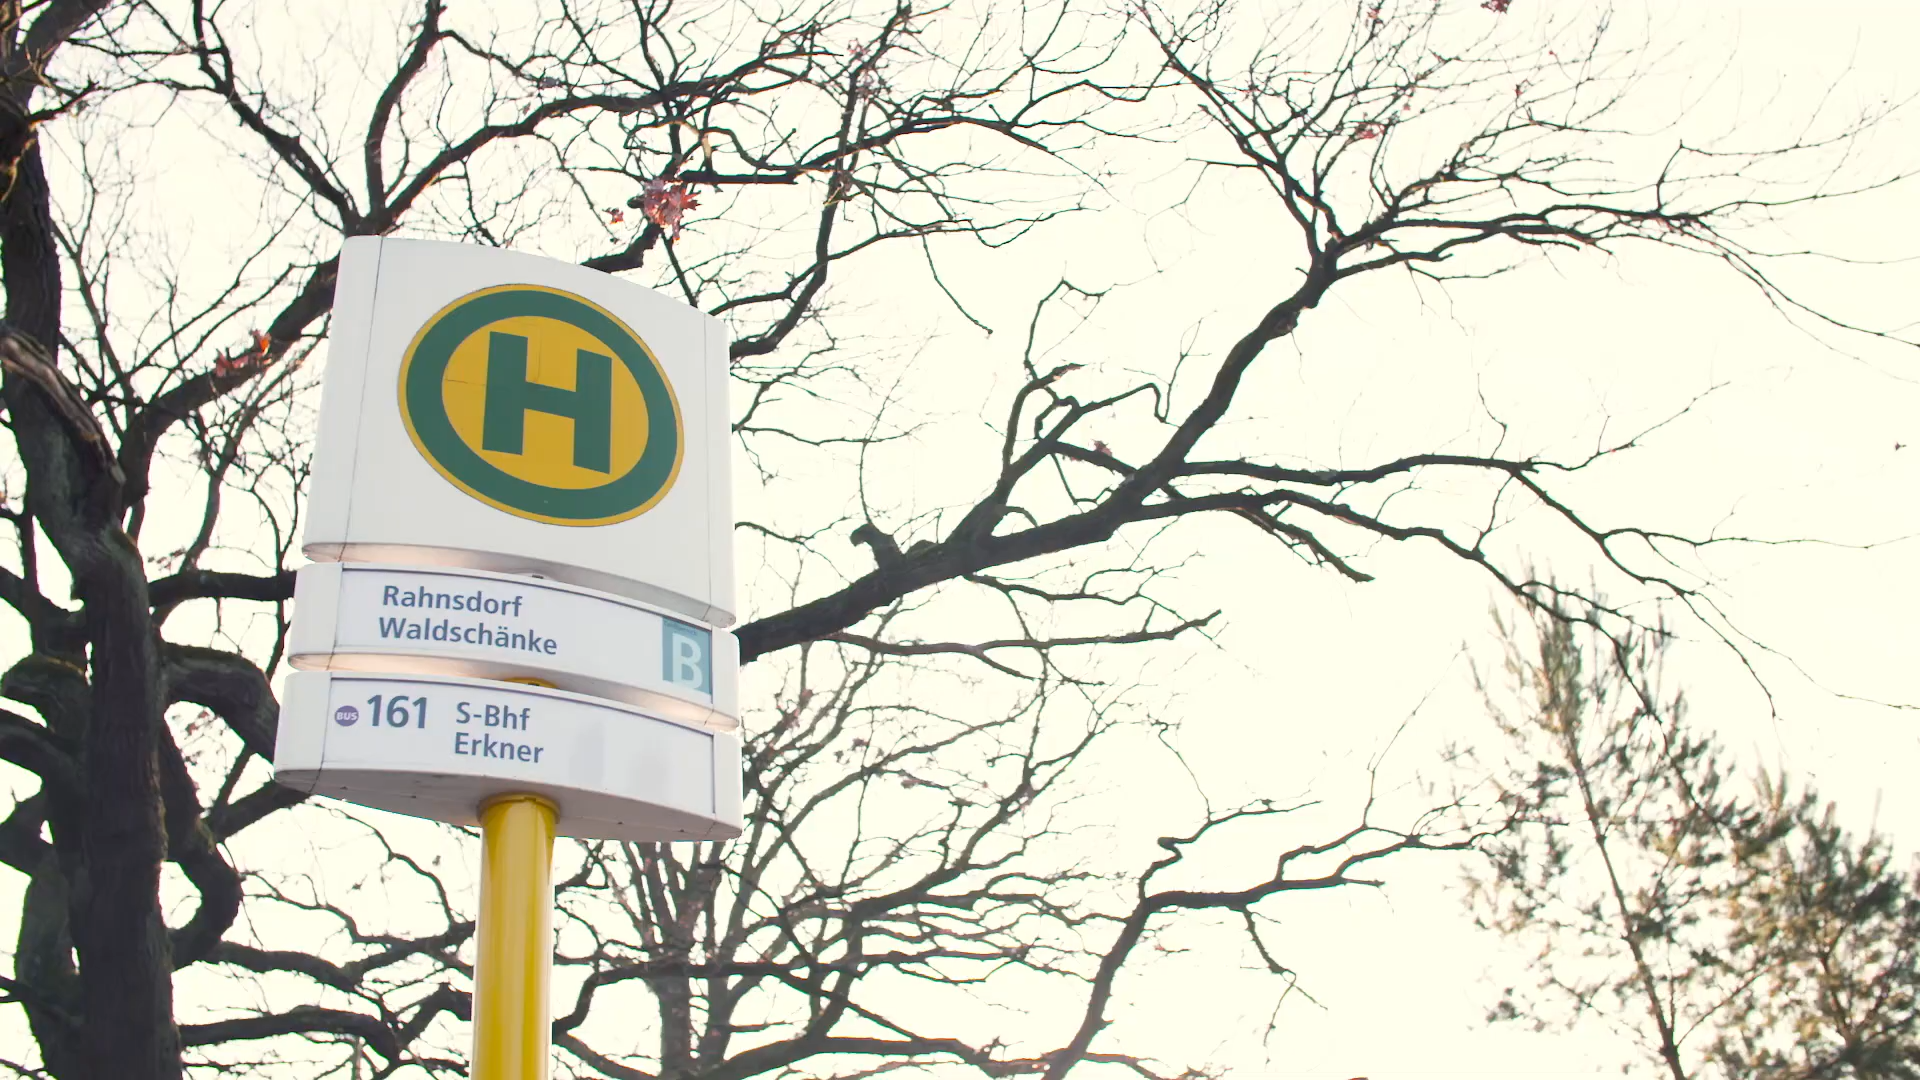 H
Rahnsdorf
Waldschänke
B
BUS 161 S-Bhf
Erkner